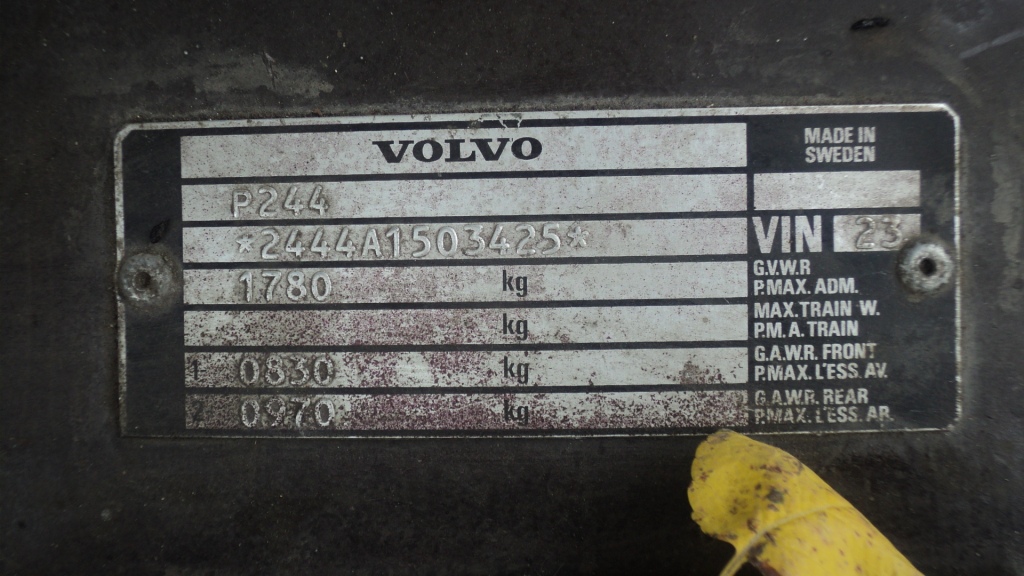 VOLVO
MADE IN
SWEDEN
P244
*2444A1503425*
VIN 23
1780 kg
G.V.W.R
P.MAX. ADM.
kg
MAX. TRAIN W.
P.M.A. TRAIN
1 0830 kg
G.A.W.R. FRONT
P.MAX. L'ESS. AV.
2 0970 kg
G.A.W.R. REAR
P.MAX. L'ESS. AR.